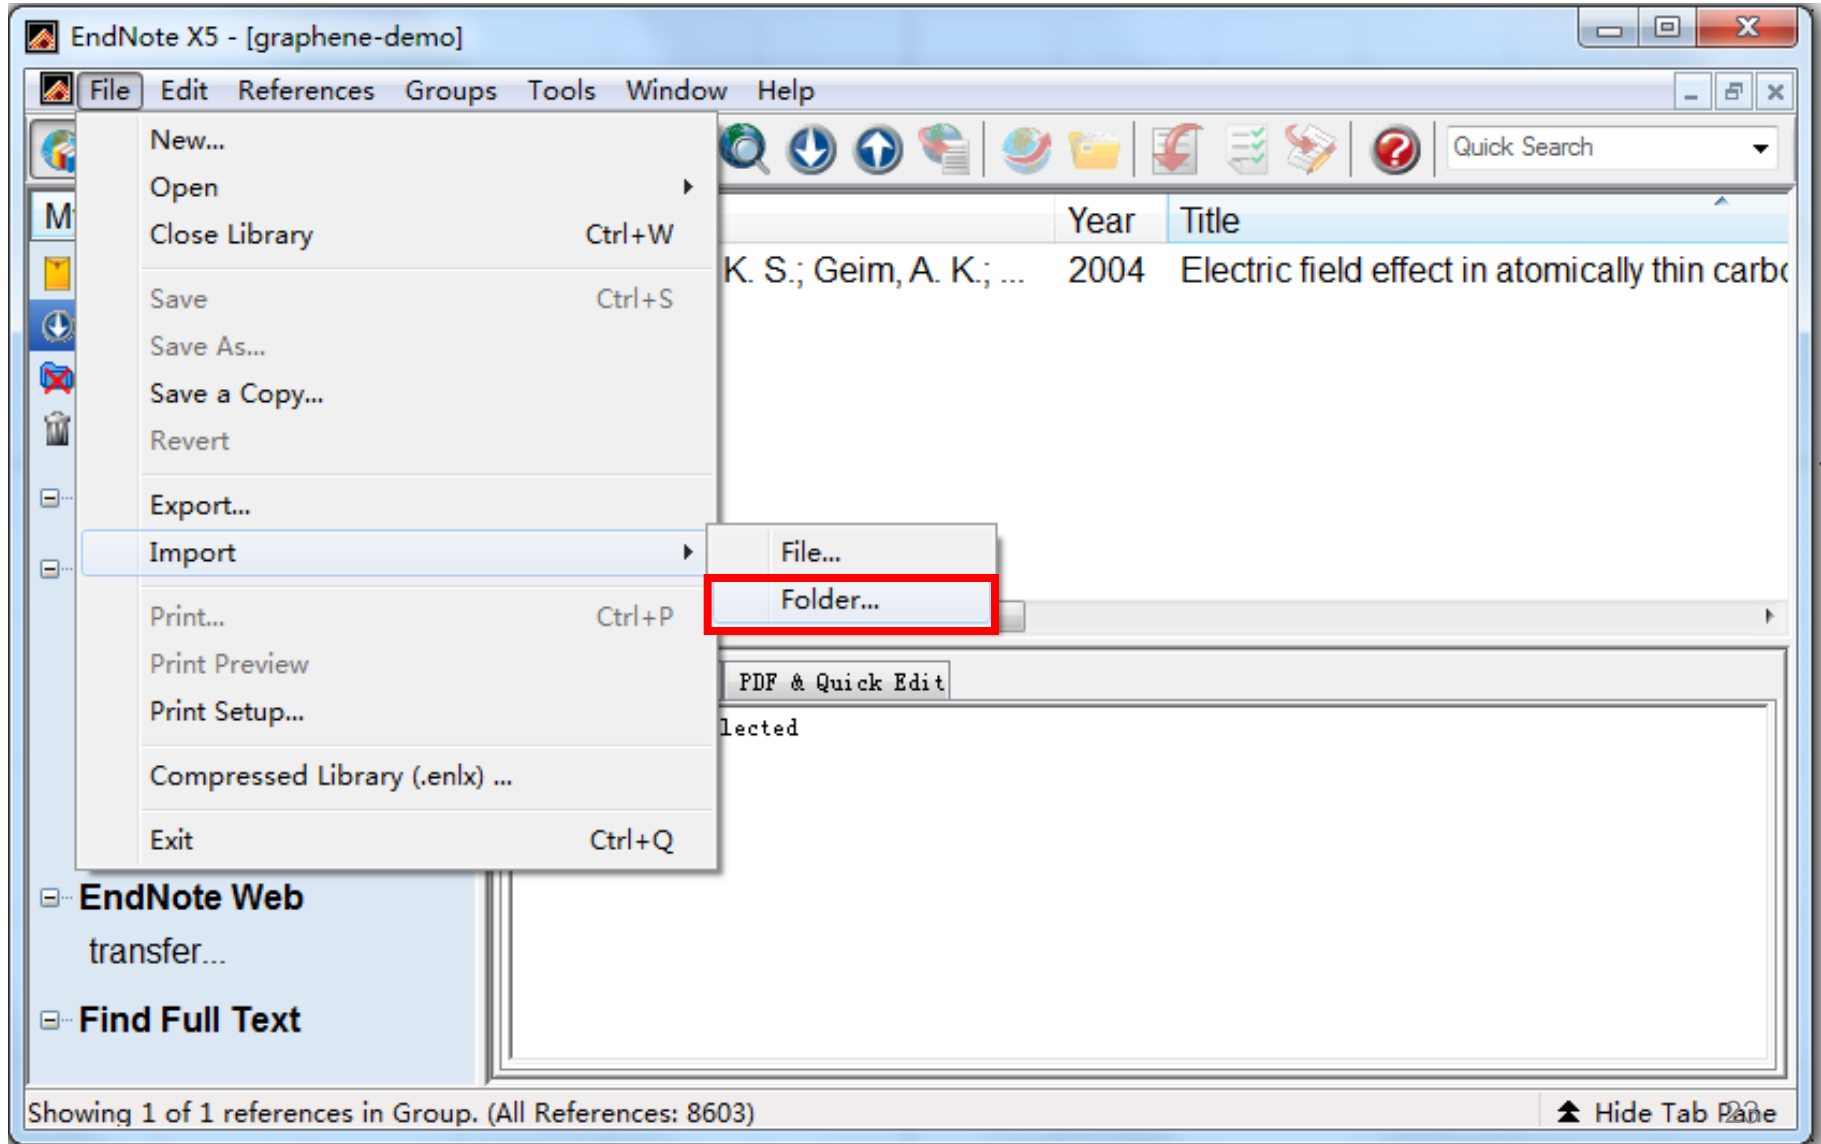 EndNote X5 - [graphene-demo]
File Edit References Groups Tools Window Help
New...
Quick Search
Open
My
Year Title
Close Library Ctrl+W
K. S.; Geim, A. K.; ... 2004 Electric field effect in atomically thin carbo
Save Ctrl+S
Save As...
Save a Copy...
Revert
Export...
Import
File...
Folder...
Print... Ctrl+P
Print Preview
PDF & Quick Edit
Print Setup...
lected
Compressed Library (.enlx) ...
Exit Ctrl+Q
EndNote Web
transfer...
Find Full Text
Showing 1 of 1 references in Group. (All References: 8603)
Hide Tab Pane
23